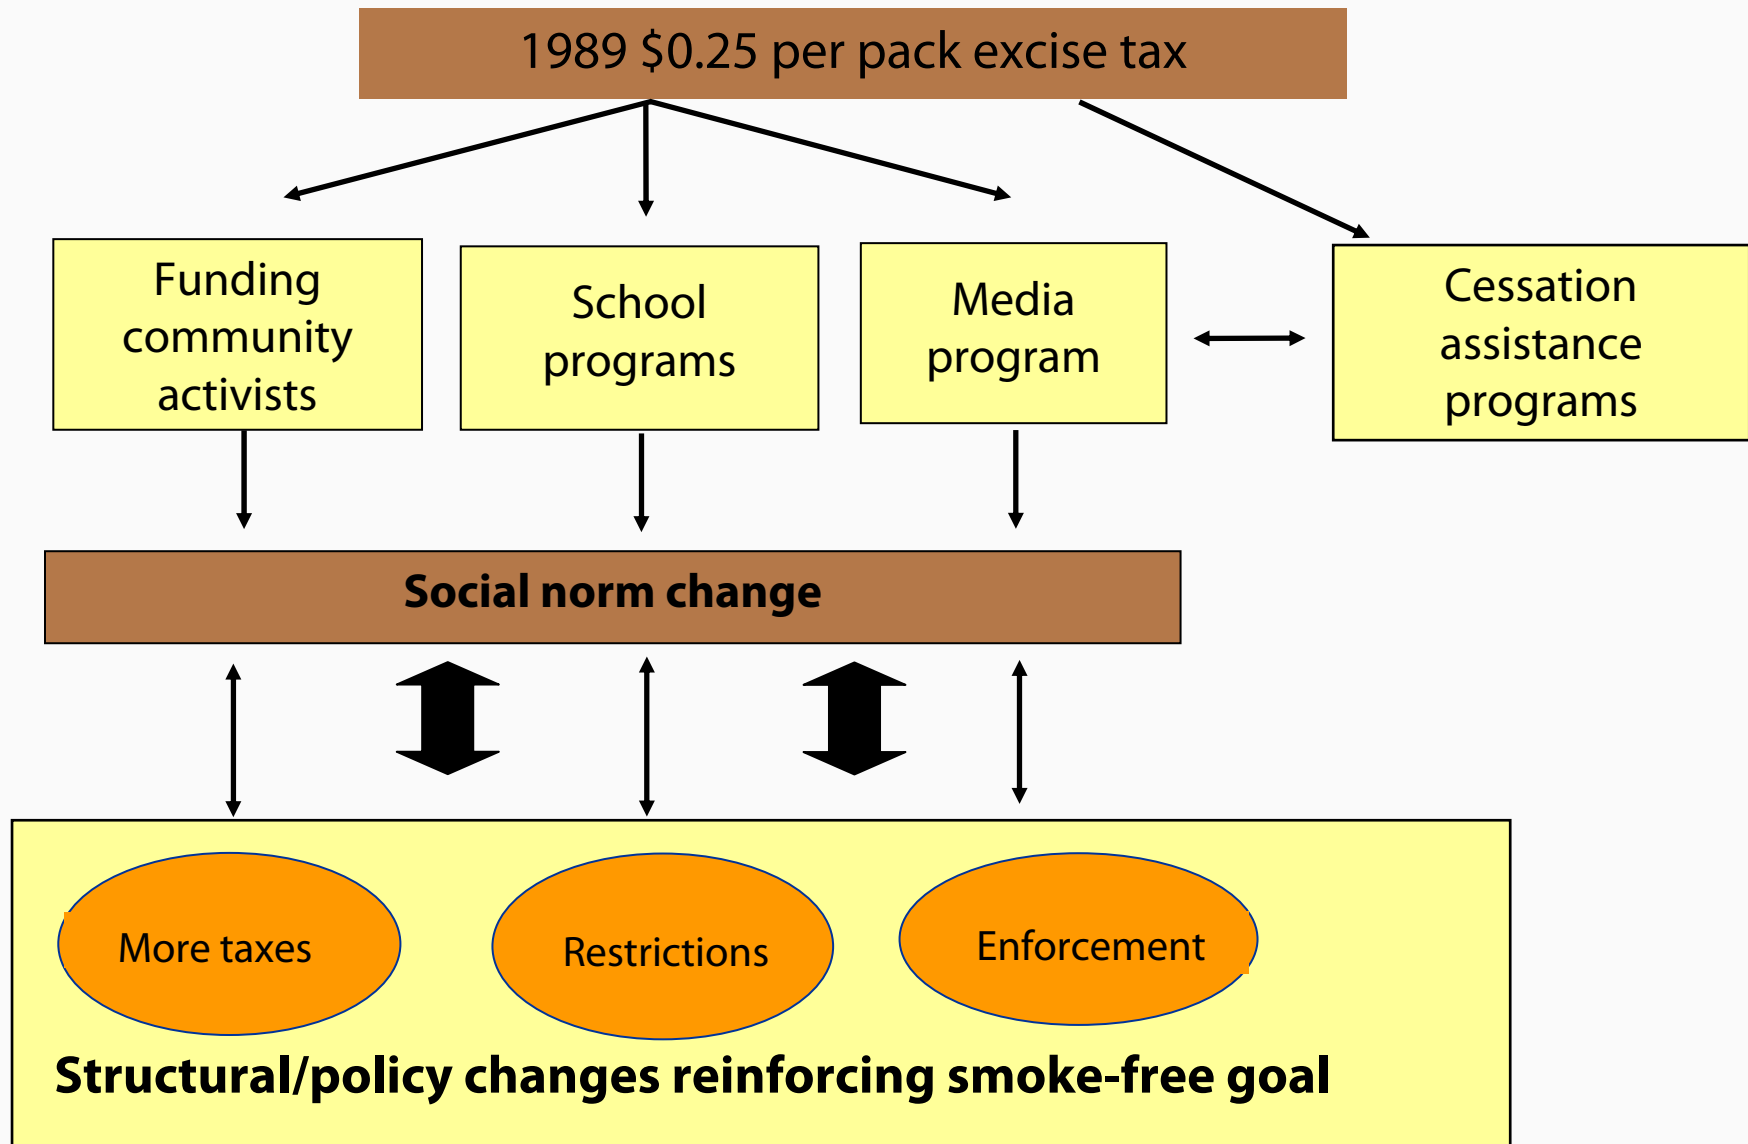 1989 $0.25 per pack excise tax
Funding
community
activists
School
programs
Media
program
Cessation
assistance
programs
Social norm change
More taxes
Restrictions
Enforcement
Structural/policy changes reinforcing smoke-free goal